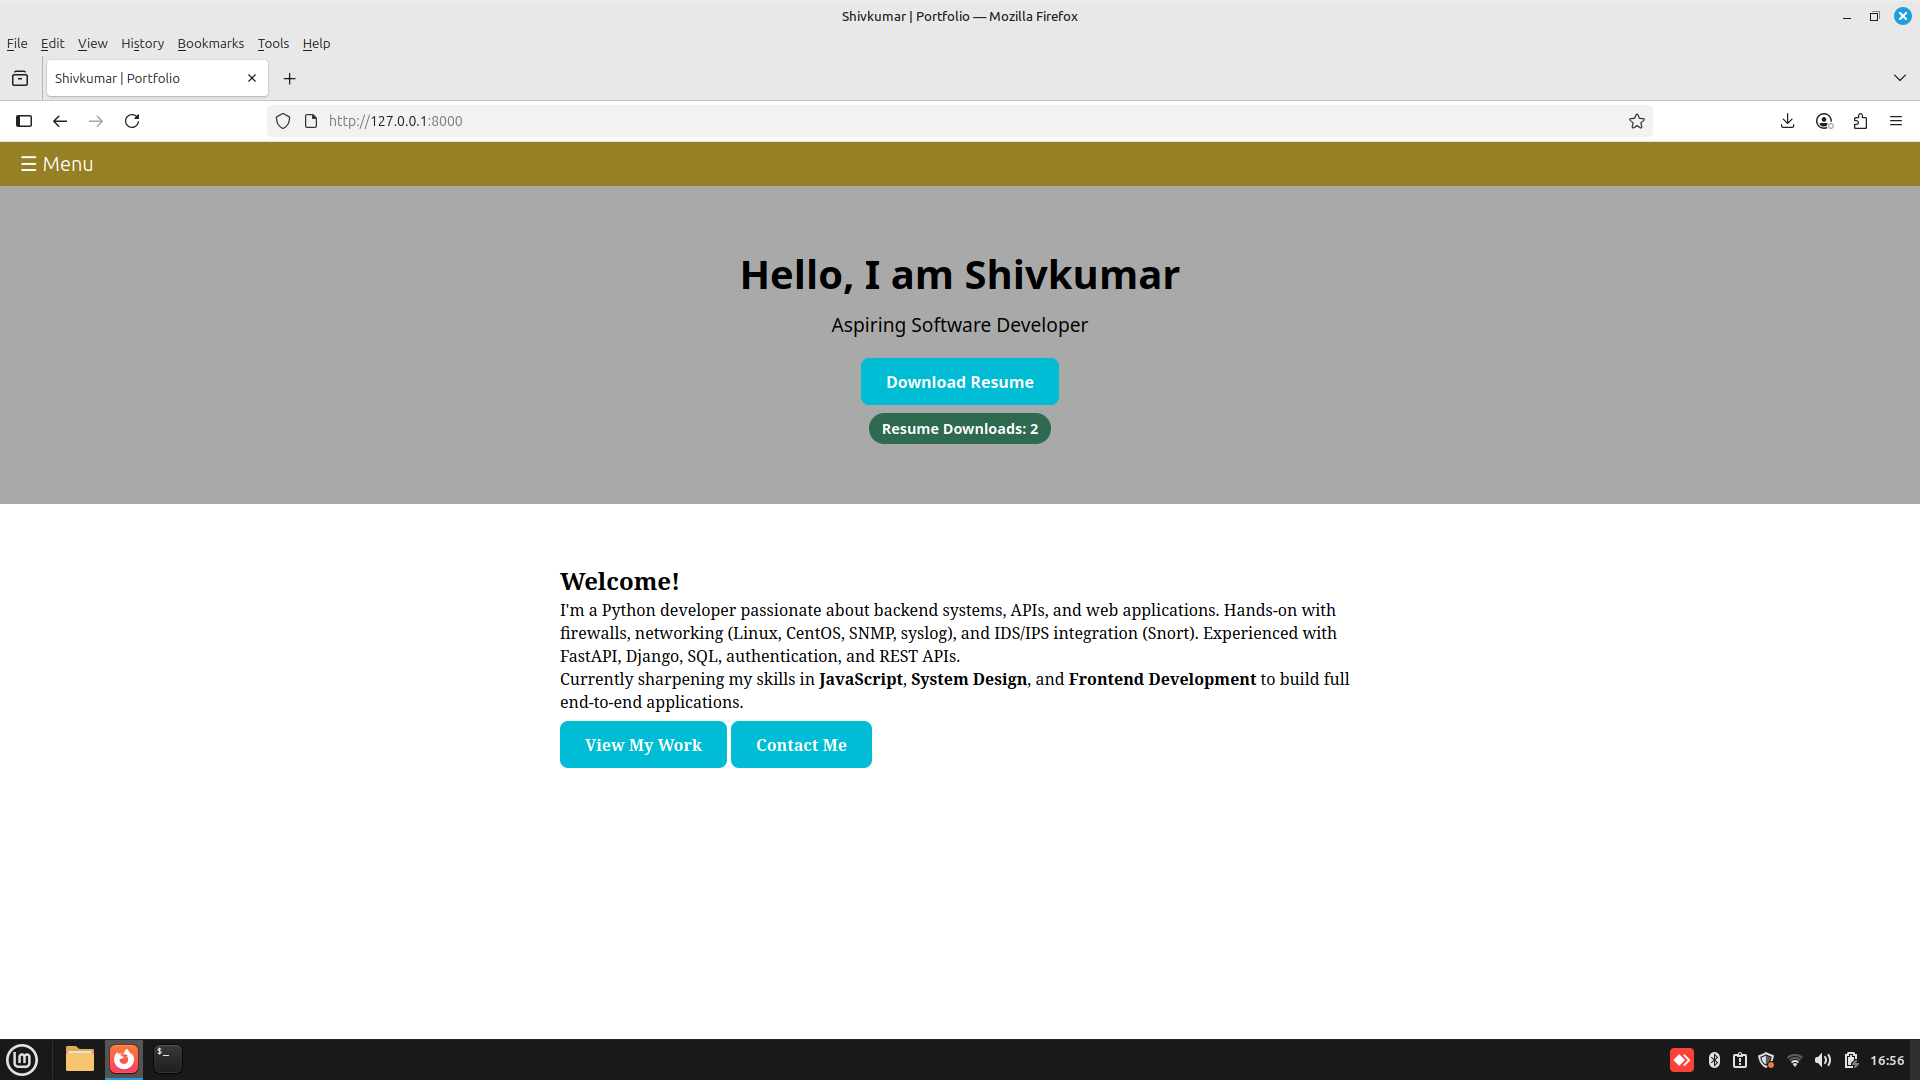 Shivkumar | Portfolio — Mozilla Firefox
File Edit View History Bookmarks Tools Help
Shivkumar | Portfolio
http://127.0.0.1:8000
☰ Menu
Hello, I am Shivkumar
Aspiring Software Developer
Download Resume
Resume Downloads: 2
Welcome!
I'm a Python developer passionate about backend systems, APIs, and web applications. Hands-on with
firewalls, networking (Linux, CentOS, SNMP, syslog), and IDS/IPS integration (Snort). Experienced with
FastAPI, Django, SQL, authentication, and REST APIs.
Currently sharpening my skills in JavaScript, System Design, and Frontend Development to build full
end-to-end applications.
View My Work Contact Me
16:56